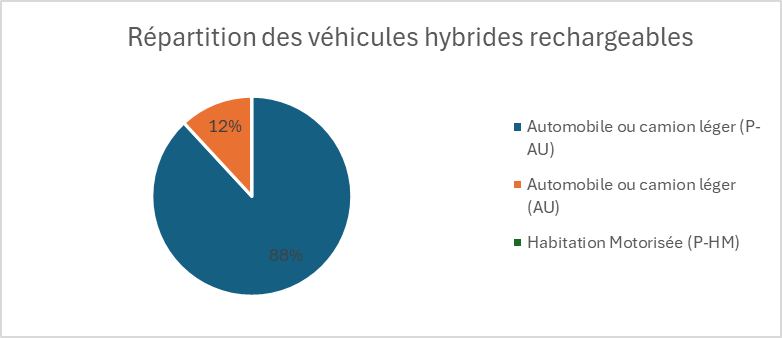 Répartition des véhicules hybrides rechargeables
12%
88%
Automobile ou camion léger (P-
AU)
Automobile ou camion léger
(AU)
Habitation Motorisée (P-HM)